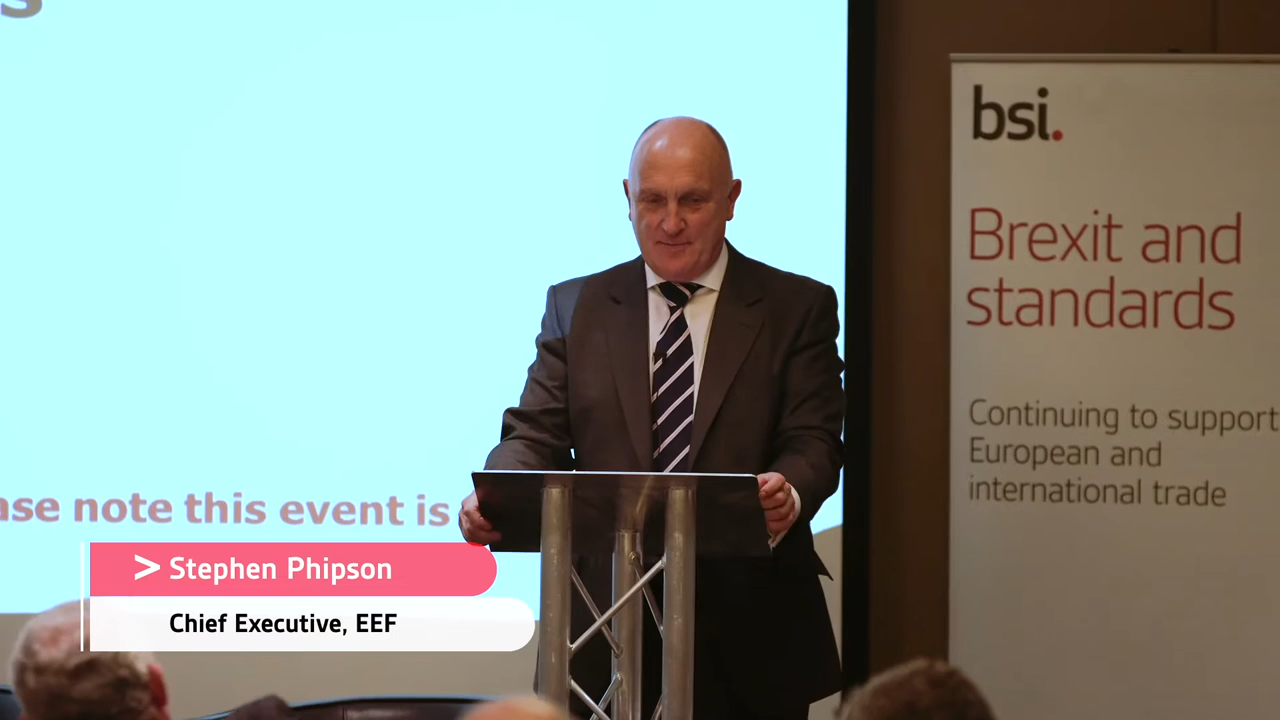 s
ase note this event is
> Stephen Phipson
Chief Executive, EEF
bsi.
Brexit and
standards
Continuing to support
European and
international trade